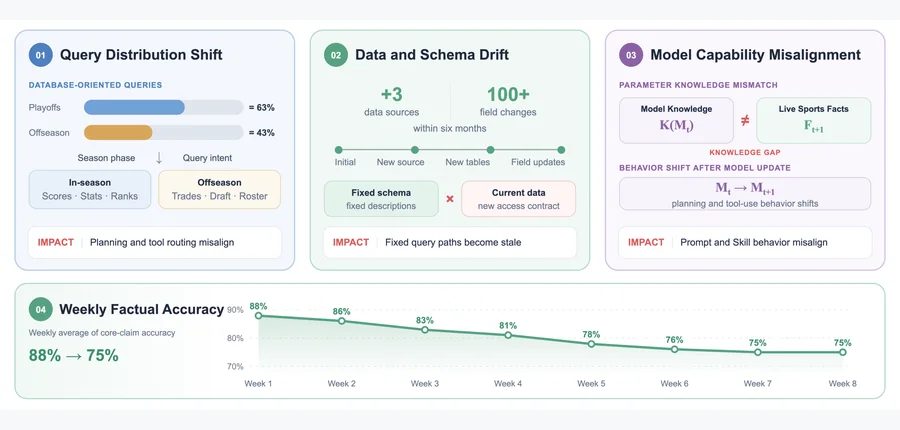 01 Query Distribution Shift
DATABASE-ORIENTED QUERIES
Playoffs = 63%
Offseason = 43%
Season phase ↓ Query intent
In-season
Scores · Stats · Ranks
Offseason
Trades · Draft · Roster
IMPACT Planning and tool routing misalign
02 Data and Schema Drift
+3
data sources
100+
field changes
within six months
Initial New source New tables Field updates
Fixed schema
fixed descriptions
×
Current data
new access contract
IMPACT Fixed query paths become stale
03 Model Capability Misalignment
PARAMETER KNOWLEDGE MISMATCH
Model Knowledge
K(Mₜ)
≠
Live Sports Facts
Fₜ₊₁
KNOWLEDGE GAP
BEHAVIOR SHIFT AFTER MODEL UPDATE
Mₜ → Mₜ₊₁
planning and tool-use behavior shifts
IMPACT Prompt and Skill behavior misalign
04 Weekly Factual Accuracy
Weekly average of core-claim accuracy
88% → 75%
90%
80%
70%
88% 86% 83% 81% 78% 76% 75% 75%
Week 1 Week 2 Week 3 Week 4 Week 5 Week 6 Week 7 Week 8